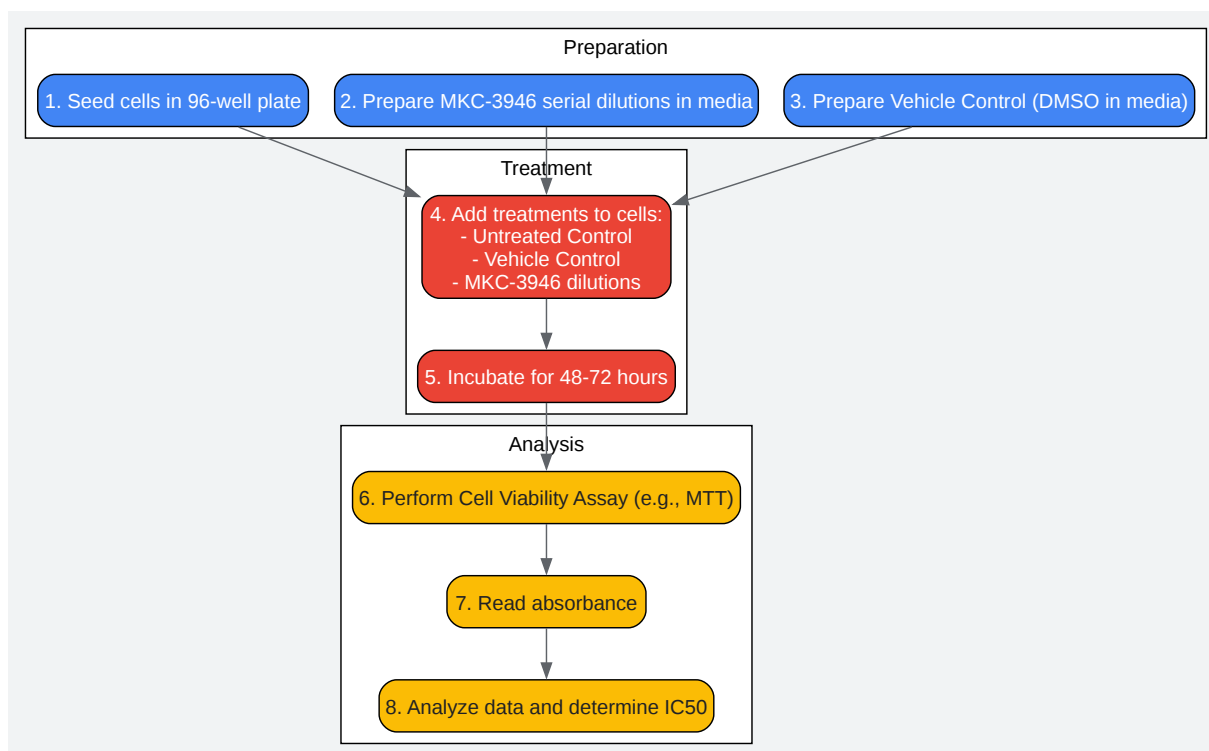 Preparation
1. Seed cells in 96-well plate
2. Prepare MKC-3946 serial dilutions in media
3. Prepare Vehicle Control (DMSO in media)
Treatment
4. Add treatments to cells:
- Untreated Control
- Vehicle Control
- MKC-3946 dilutions
5. Incubate for 48-72 hours
Analysis
6. Perform Cell Viability Assay (e.g., MTT)
7. Read absorbance
8. Analyze data and determine IC50